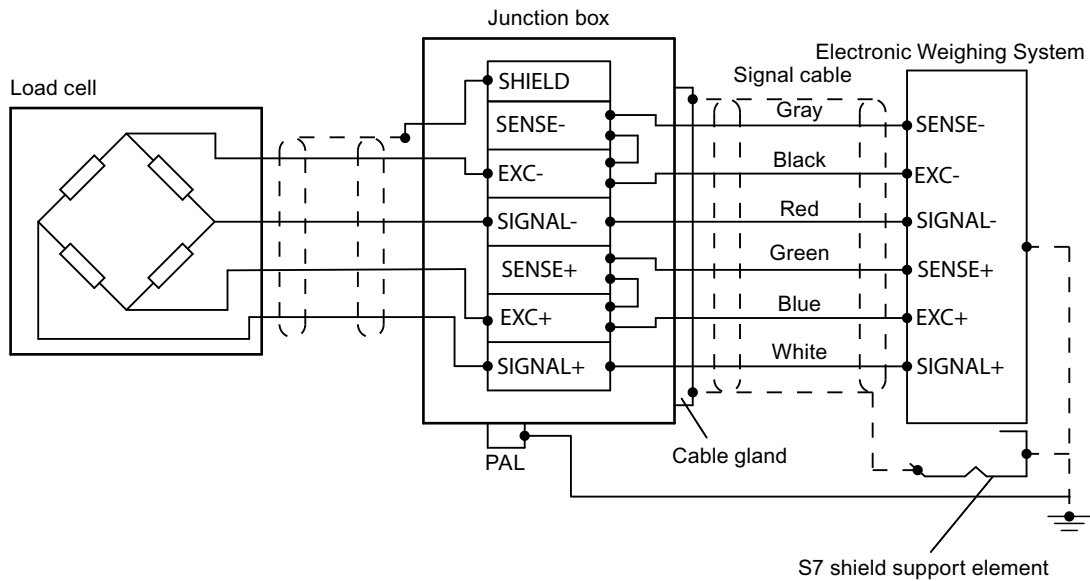 Junction box
Electronic Weighing System
Load cell
Signal cable
SHIELD
SENSE-
EXC-
SIGNAL-
SENSE+
EXC+
SIGNAL+
Gray
Black
Red
Green
Blue
White
SENSE-
EXC-
SIGNAL-
SENSE+
EXC+
SIGNAL+
PAL
Cable gland
S7 shield support element